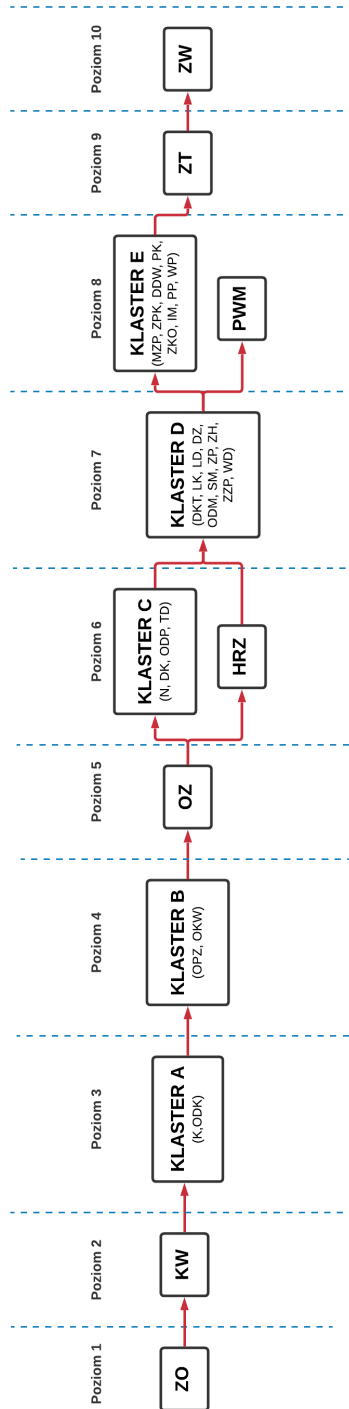 Poziom 1
ZO
Poziom 2
KW
Poziom 3
KLASTER A
(K,ODK)
Poziom 4
KLASTER B
(OPZ, OKW)
Poziom 5
OZ
Poziom 6
KLASTER C
(N, DK, ODP, TD)
HRZ
Poziom 7
KLASTER D
(DKT, LK, LD, DZ,
ODM, SM, ZP, ZH,
ZZP, WD)
Poziom 8
KLASTER E
(MZP, ZPK, DDW, PK,
ZKO, IM, PP, WP)
PWM
Poziom 9
ZT
Poziom 10
ZW